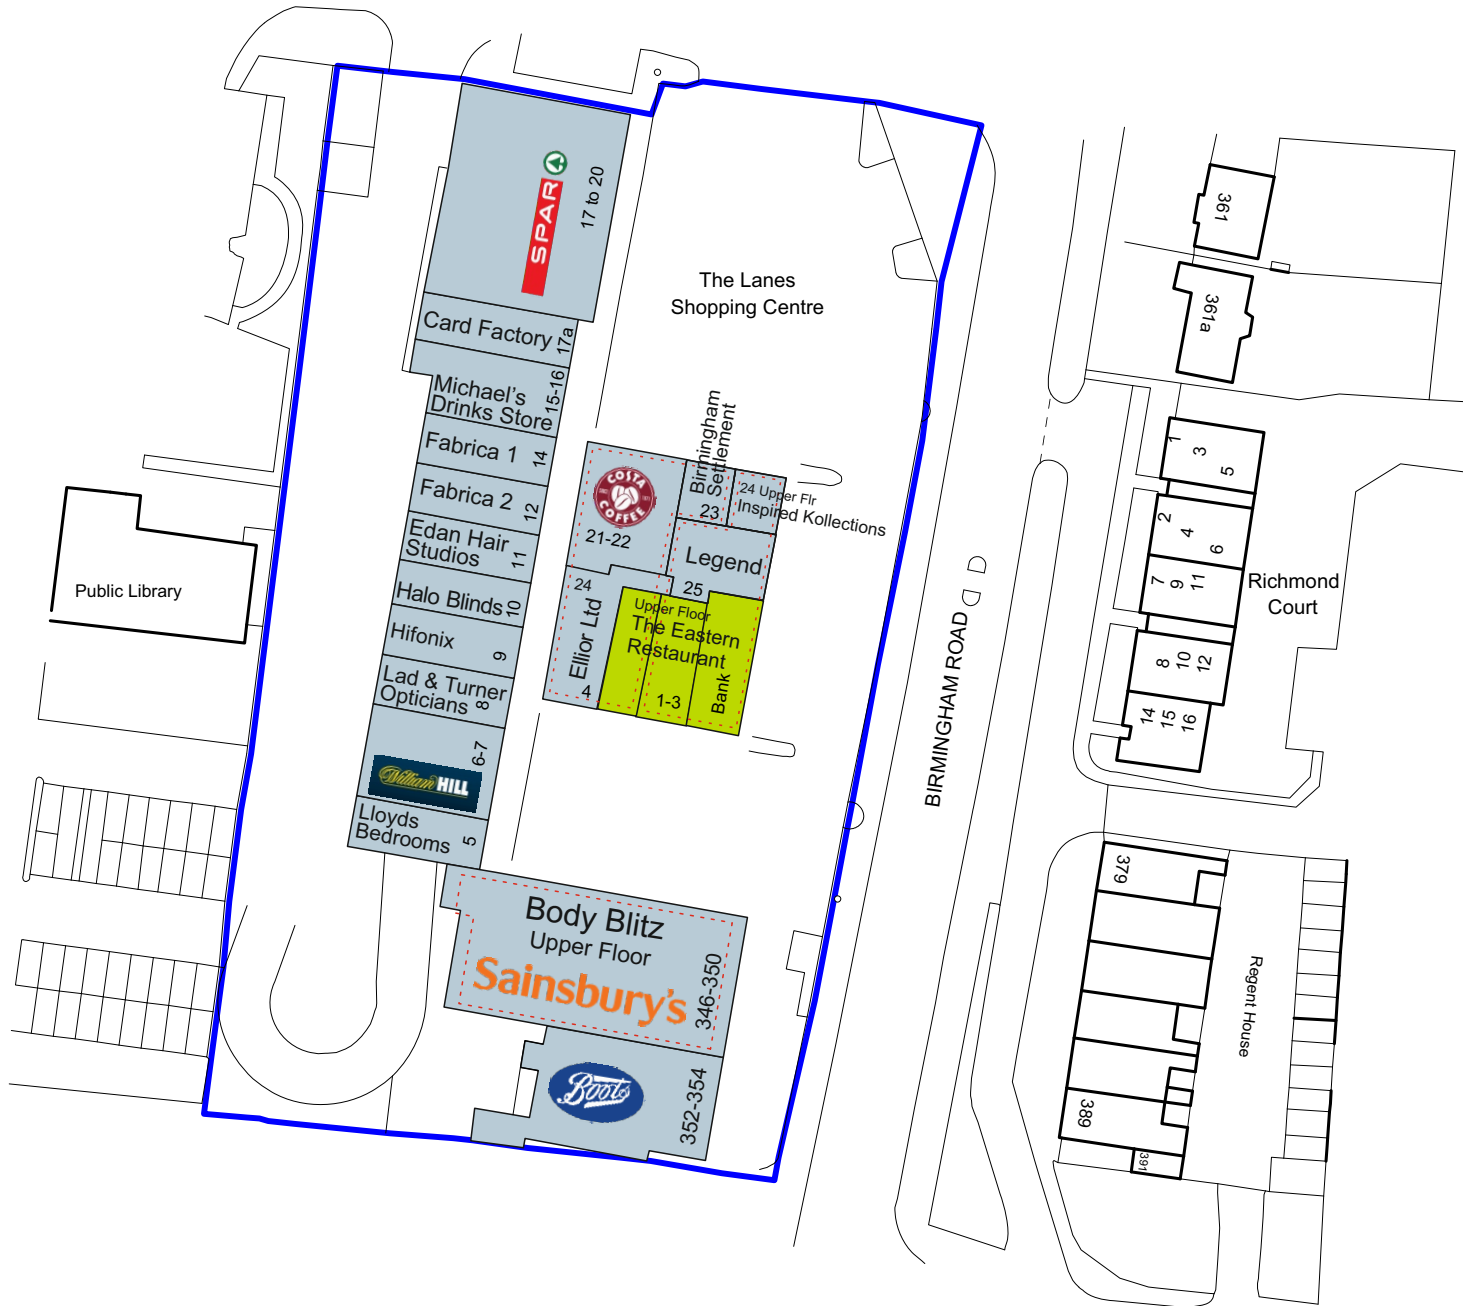 SPAR
17 to 20
The Lanes
Shopping Centre
Card Factory
17a
Michael's
Drinks Store
15-16
Fabrica 1
14
Fabrica 2
12
Edan Hair
Studios
11
Halo Blinds
10
Hifonix
9
Lad & Turner
Opticians
8
6-7
William HILL
Lloyds
Bedrooms
5
COSTA
COFFEE
21-22
Birmingham
Settlement
23
24 Upper Flr
Inspired Kollections
Legend
25
24
Ellior Ltd
4
Upper Floor
The Eastern
Restaurant
1-3
Bank
Body Blitz
Upper Floor
Sainsbury's
346-350
Boots
352-354
Public Library
BIRMINGHAM ROAD
361
361a
1
3
5
2
4
6
7
9
11
8
10
12
14
15
16
Richmond
Court
379
389
391
Regent House